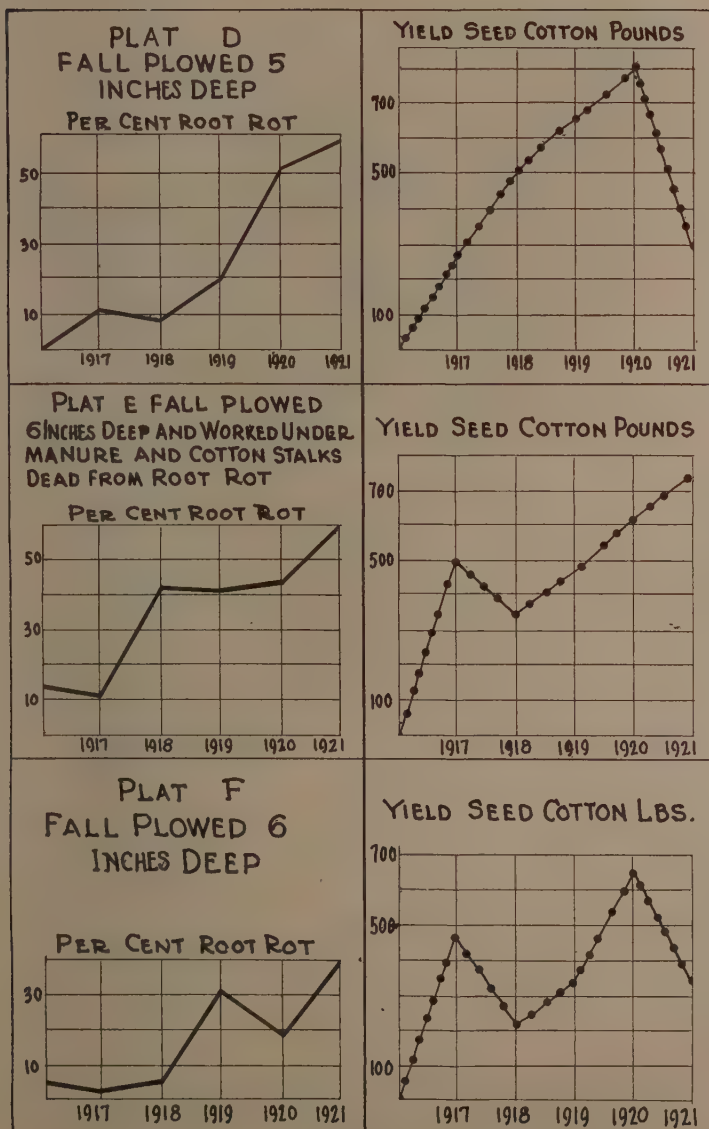 PLAT D
FALL PLOWED 5
INCHES DEEP
PER CENT ROOT ROT
50
30
10
1917 1918 1919 1920 1921
YIELD SEED COTTON POUNDS
700
500
100
1917 1918 1920 1921
PLAT E FALL PLOWED
6 INCHES DEEP AND WORKED UNDER
MANURE AND COTTON STALKS
DEAD FROM ROOT ROT
PER CENT ROOT ROT
50
30
10
1917 1918 1919 1920 1921
YIELD SEED COTTON POUNDS
700
500
100
1917 1918 1919 1920 1921
PLAT F
FALL PLOWED 6
INCHES DEEP
PER CENT ROOT ROT
30
10
1917 1918 1919 1920 1921
YIELD SEED COTTON LBS.
700
500
100
1917 1918 1919 1920 1921